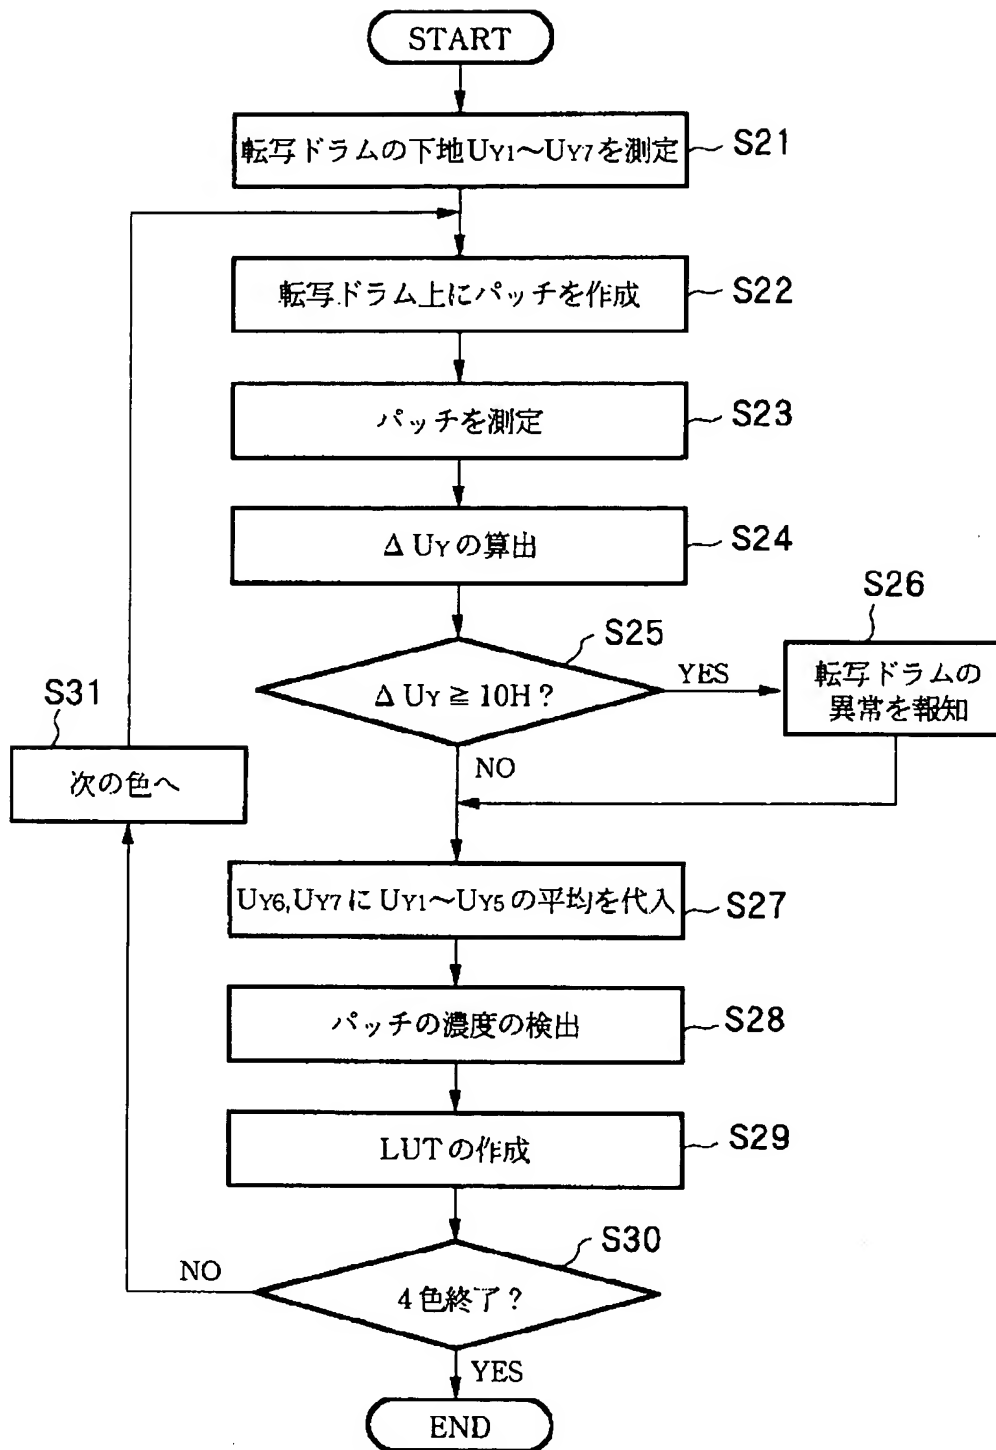 START
転写ドラムの下地UY1〜UY7を測定
S21
転写ドラム上にパッチを作成
S22
パッチを測定
S23
Δ UYの算出
S24
S25
Δ UY ≧ 10H ?
YES
S26
転写ドラムの
異常を報知
NO
S31
次の色へ
UY6,UY7にUY1〜UY5の平均を代入
S27
パッチの濃度の検出
S28
LUTの作成
S29
S30
4色終了?
NO
YES
END